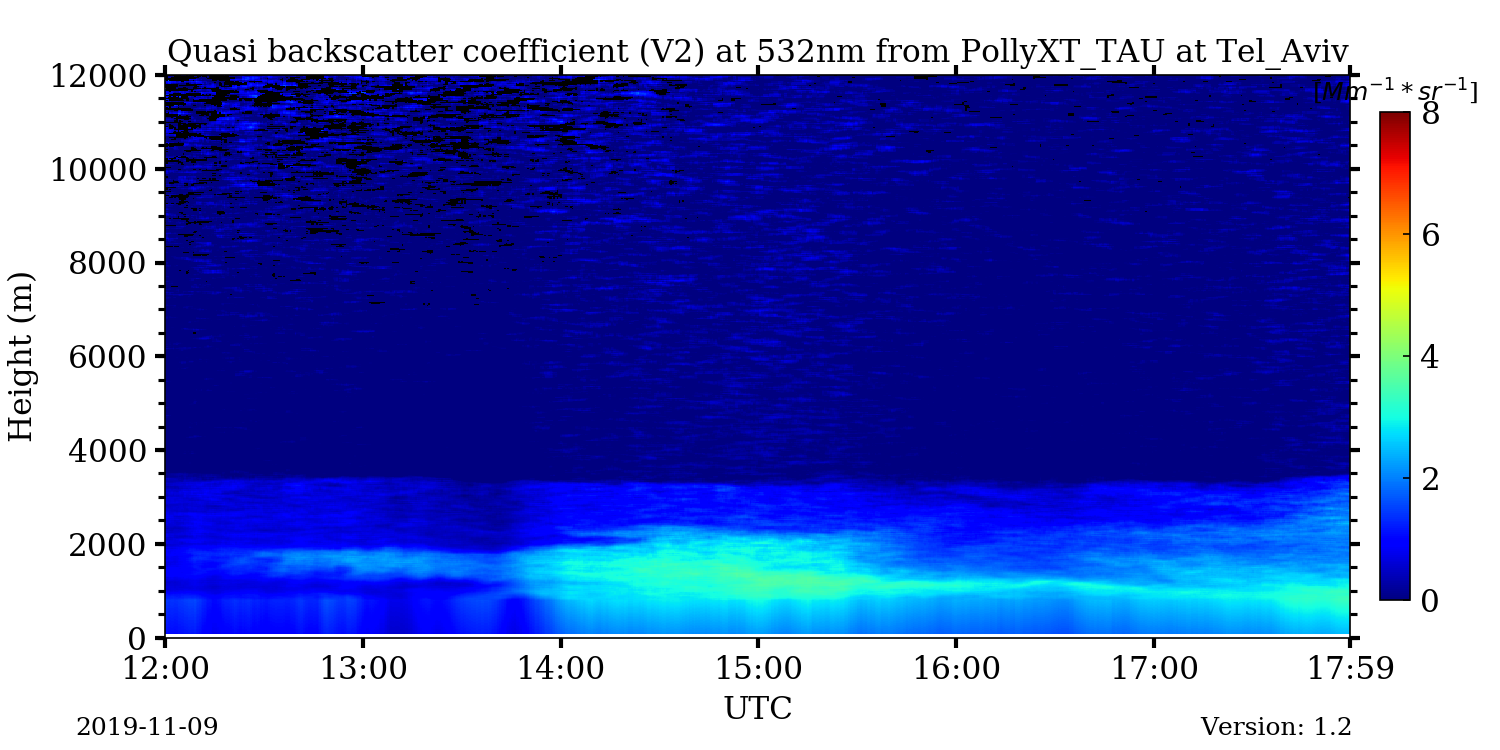 Quasi backscatter coefficient (V2) at 532nm from PollyXT_TAU at Tel_Aviv
[Mm⁻¹ * sr⁻¹]
12000
10000
8000
6000
4000
2000
0
Height (m)
8
6
4
2
0
12:00 13:00 14:00 15:00 16:00 17:00 17:59
UTC
2019-11-09 Version: 1.2